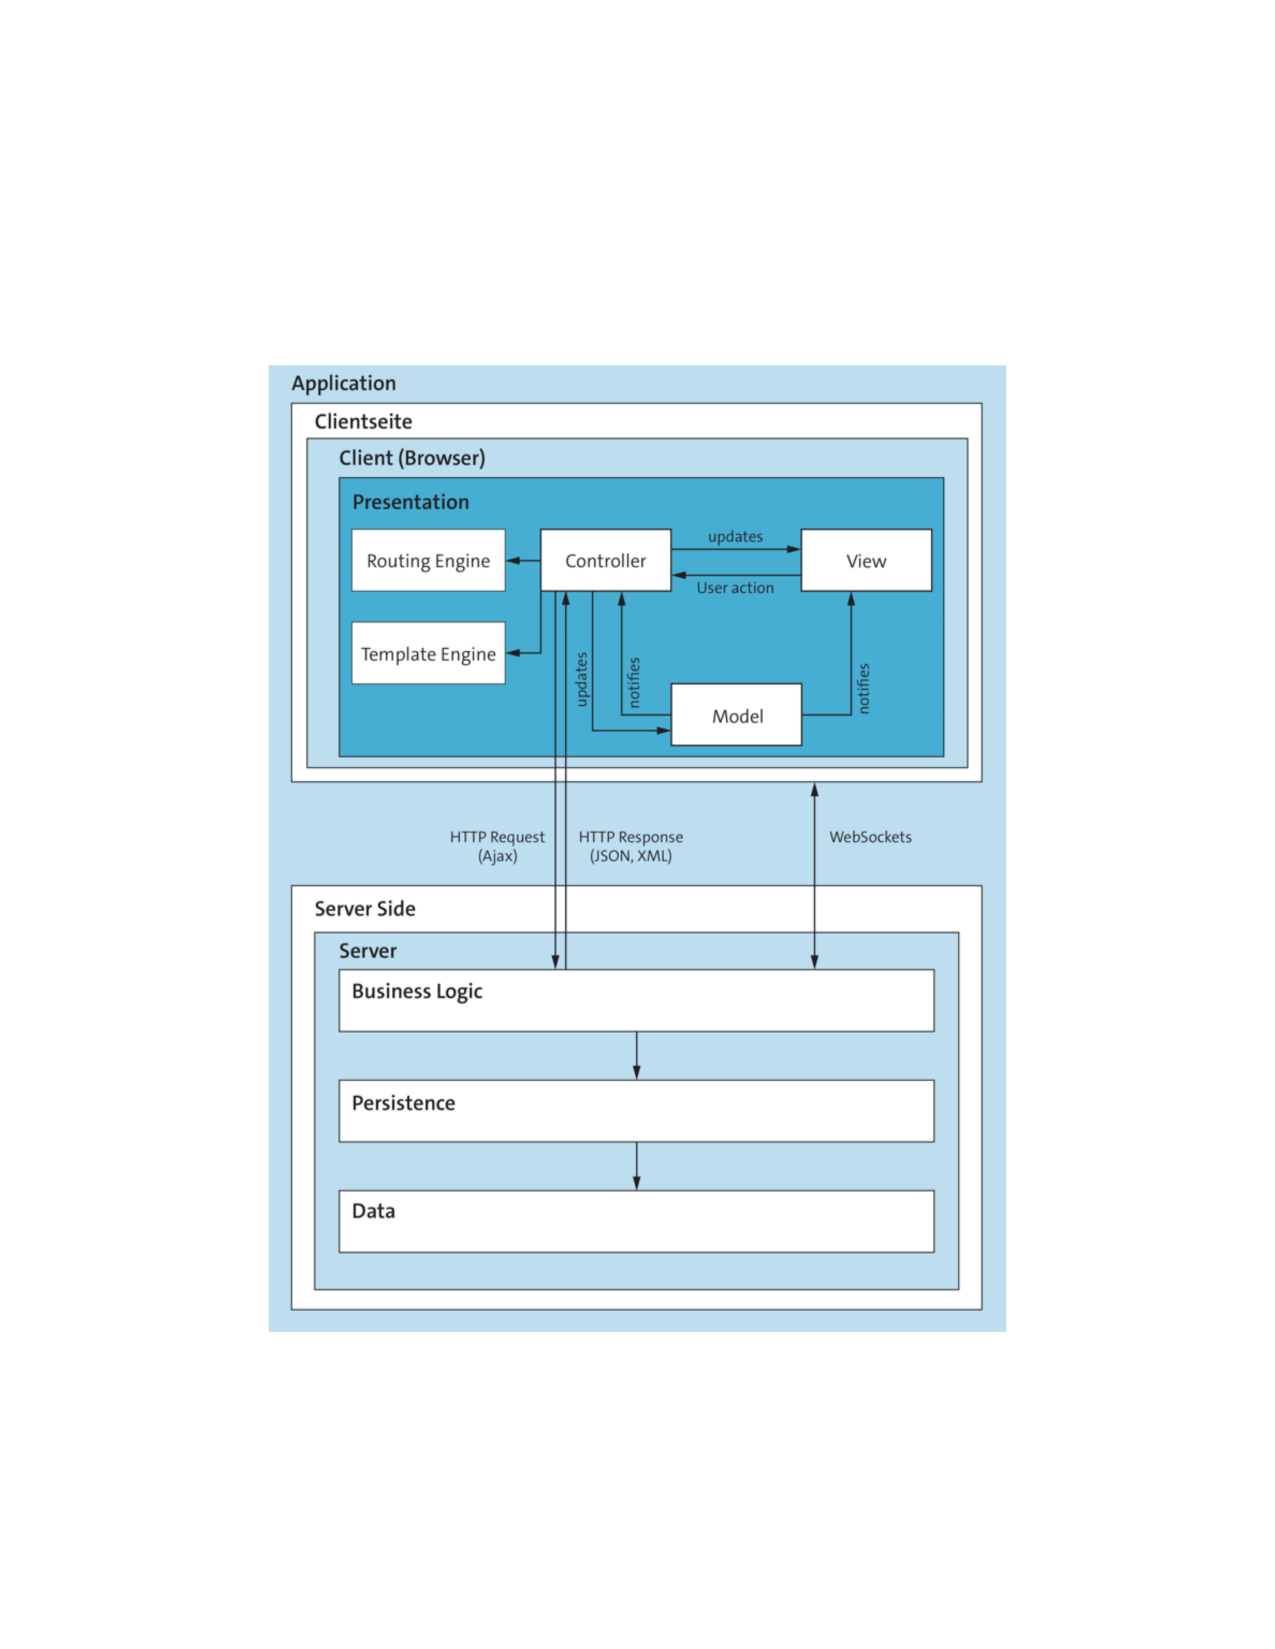 Application
Clientseite
Client (Browser)
Presentation
Routing Engine
Controller
updates
View
User action
Template Engine
updates
notifies
Model
notifies
HTTP Request
(Ajax)
HTTP Response
(JSON, XML)
WebSockets
Server Side
Server
Business Logic
Persistence
Data